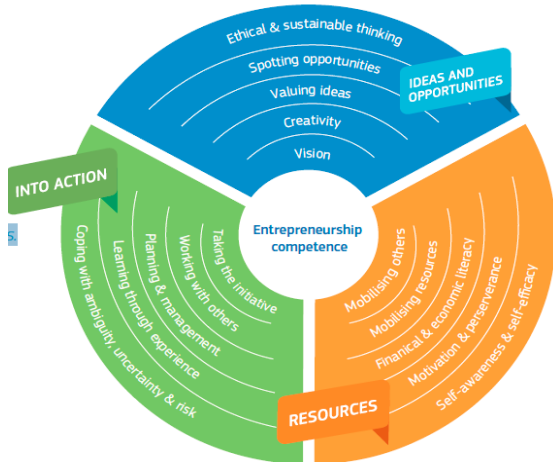 Ethical & sustainable thinking
Spotting opportunities
Valuing ideas
Creativity
Vision
IDEAS AND
OPPORTUNITIES
INTO ACTION
s.
Entrepreneurship
competence
Taking the initiative
Working with others
Planning & management
Learning through experience
Coping with ambiguity, uncertainty & risk
Mobilising others
Mobilising resources
Finanical & economic literacy
Motivation & perserverance
Self-awareness & self-efficacy
RESOURCES